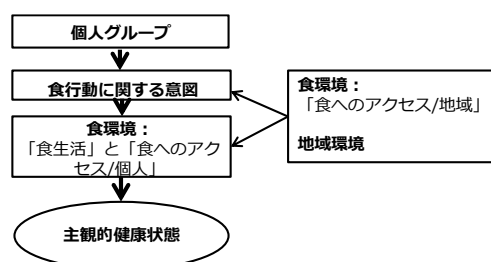 個人グループ
食行動に関する意図
食環境：
「食生活」と「食へのアク
セス/個人」
主観的健康状態
食環境：
「食へのアクセス/地域」
地域環境